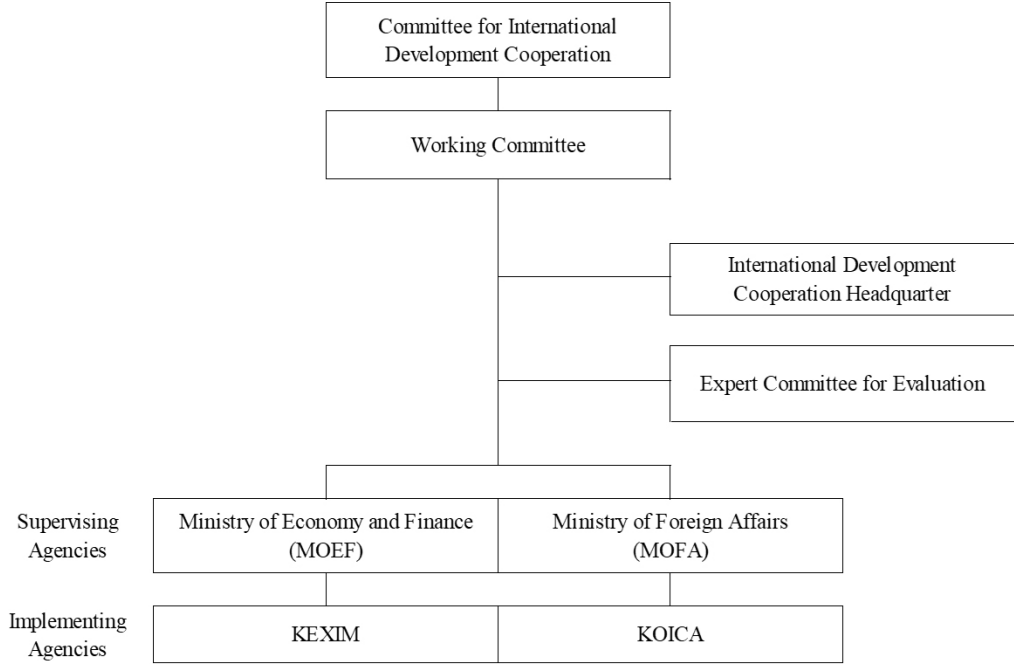 Committee for International
Development Cooperation
Working Committee
International Development
Cooperation Headquarter
Expert Committee for Evaluation
Supervising
Agencies
Ministry of Economy and Finance
(MOEF)
Ministry of Foreign Affairs
(MOFA)
Implementing
Agencies
KEXIM
KOICA